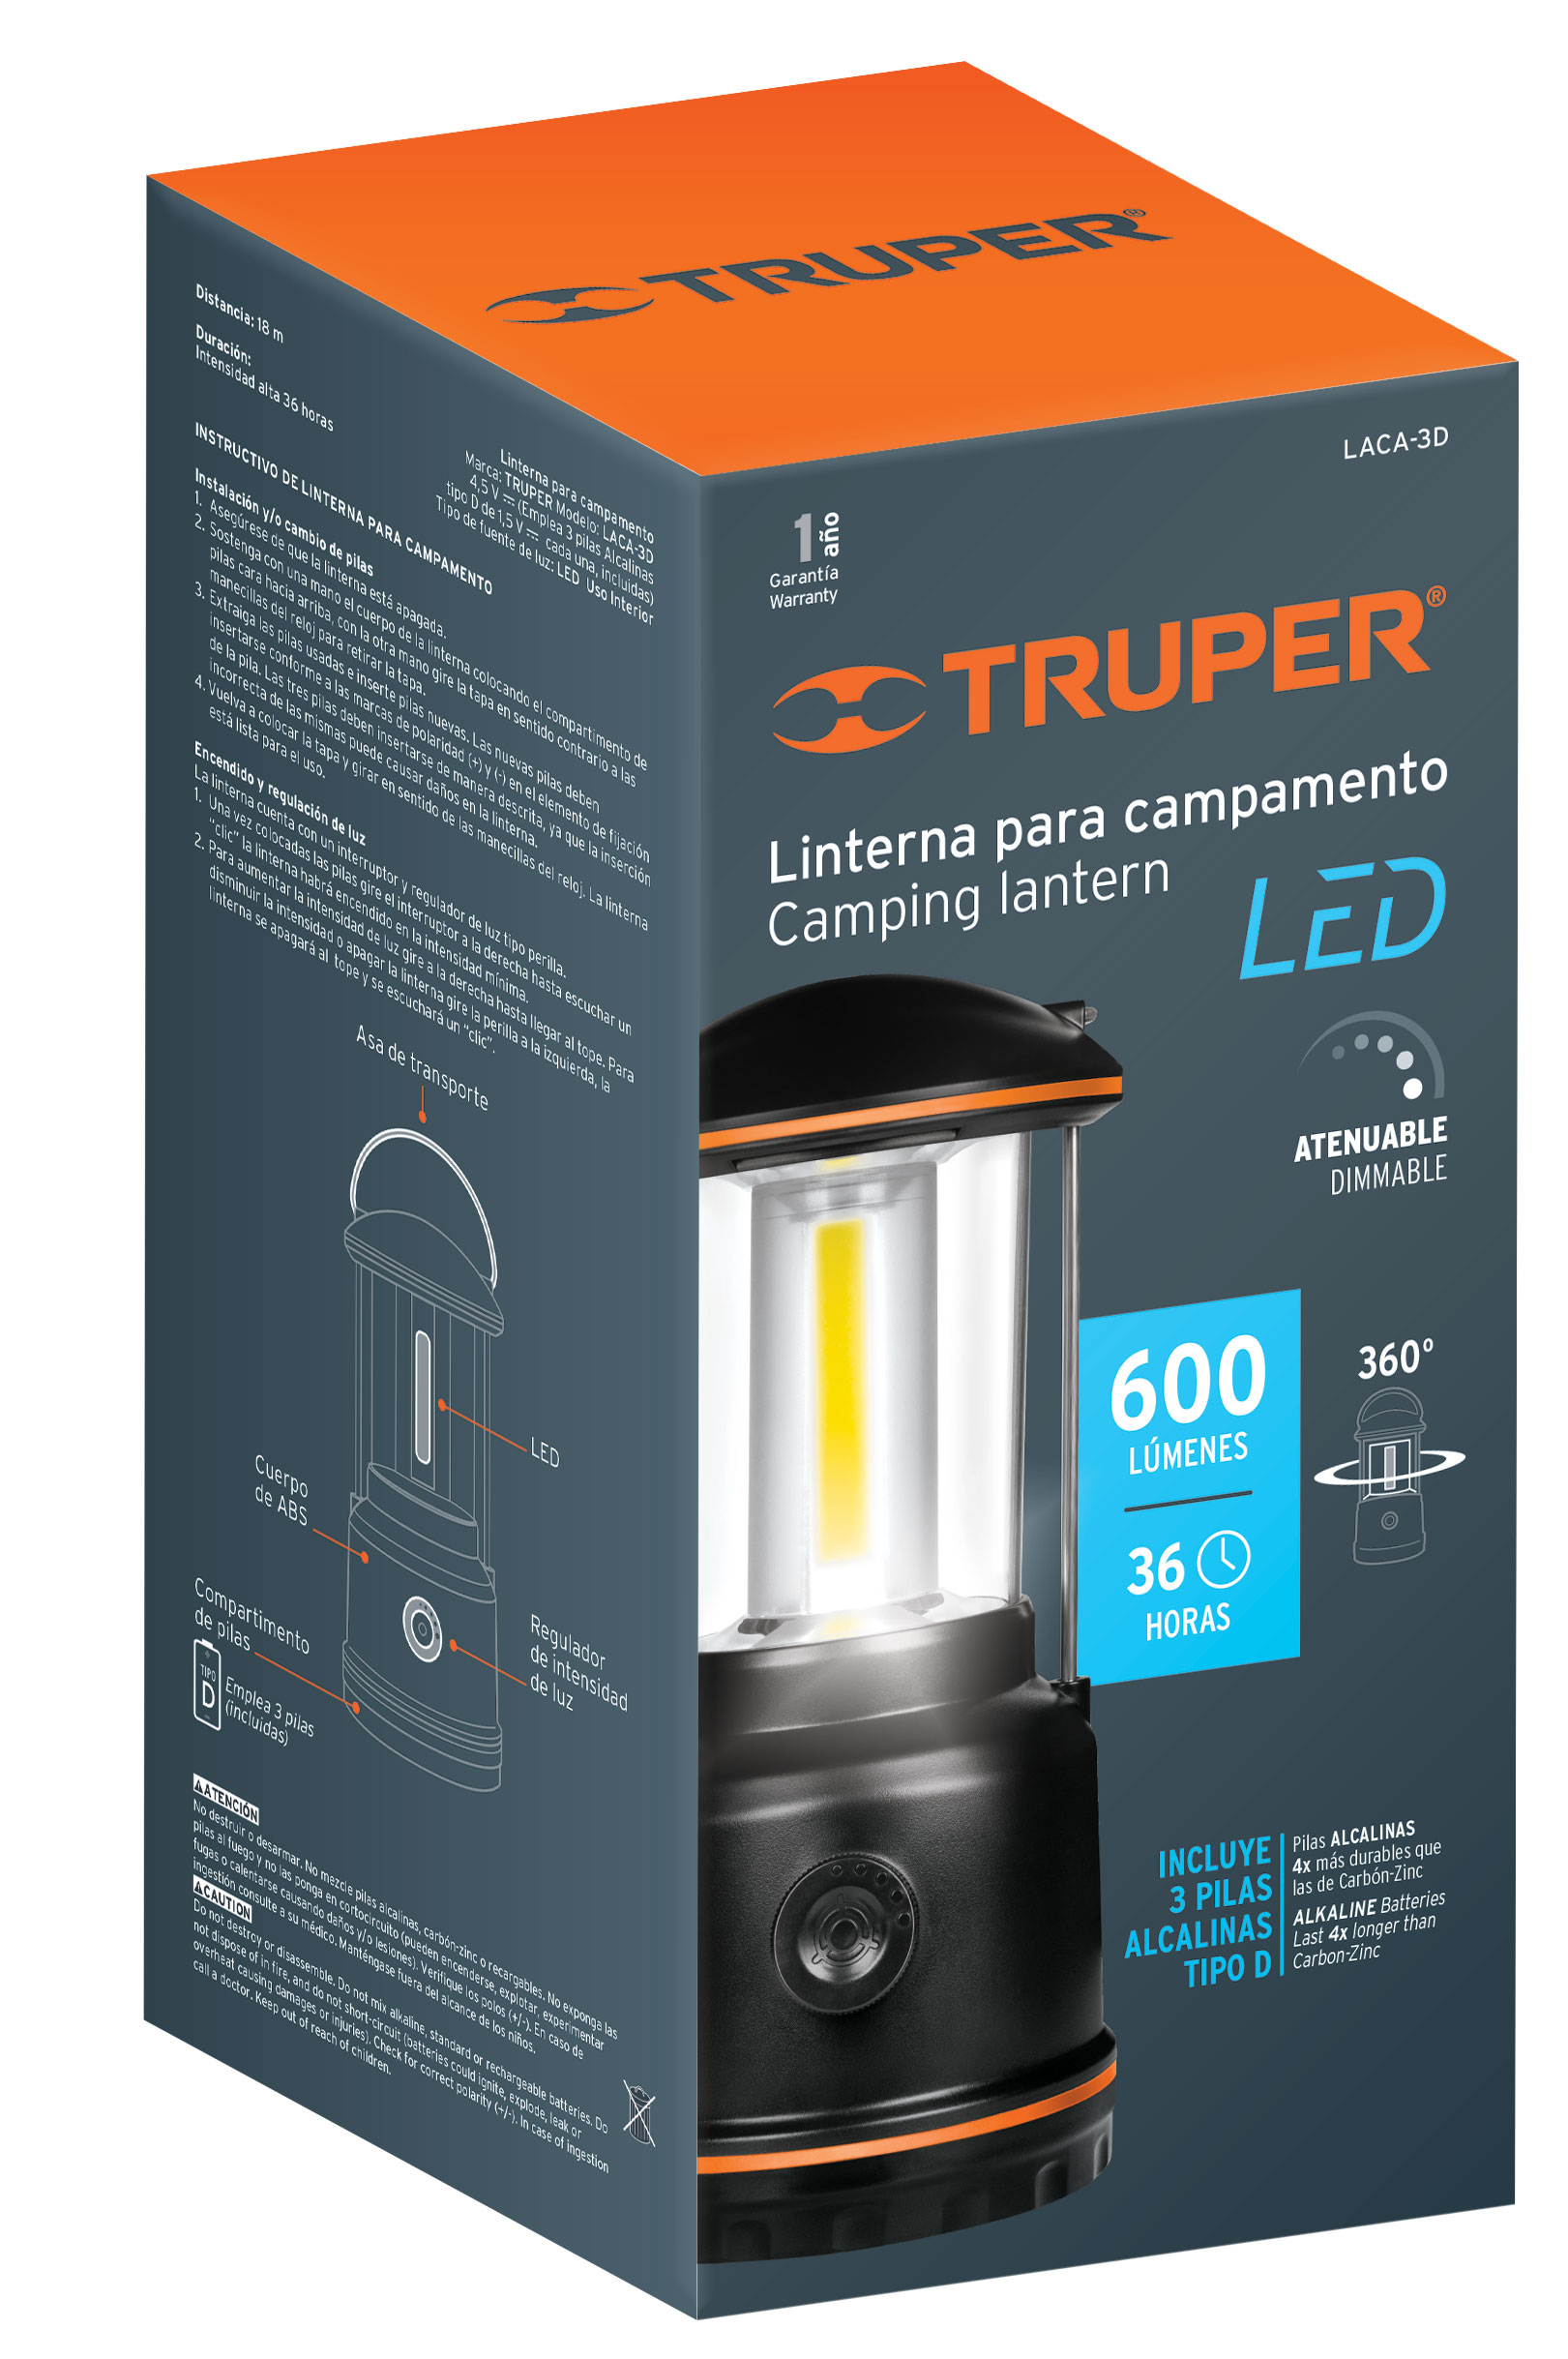 TRUPER®
Distancia: 18 m
Duración:
Intensidad alta 36 horas
Linterna para campamento
Marca: TRUPER Modelo: LACA-3D
4,5 V ⎓ (Emplea 3 pilas Alcalinas
tipo D de 1,5 V ⎓ cada una, incluidas)
Tipo de fuente de luz: LED Uso Interior
INSTRUCTIVO DE LINTERNA PARA CAMPAMENTO
Instalación y/o cambio de pilas
1. Asegúrese de que la linterna está apagada.
2. Sostenga con una mano el cuerpo de la linterna colocando el compartimento de
pilas cara hacia arriba, con la otra mano gire la tapa en sentido contrario a las
manecillas del reloj para retirar la tapa.
3. Extraiga las pilas usadas e inserte pilas nuevas. Las nuevas pilas deben
insertarse conforme a las marcas de polaridad (+) y (-) en el elemento de fijación
de la pila. Las tres pilas deben insertarse de manera descrita, ya que la inserción
incorrecta de las mismas puede causar daños en la linterna.
4. Vuelva a colocar la tapa y girar en sentido de las manecillas del reloj. La linterna
está lista para el uso.
Encendido y regulación de luz
La linterna cuenta con un interruptor y regulador de luz tipo perilla.
1. Una vez colocadas las pilas gire el interruptor a la derecha hasta escuchar un
"clic" la linterna habrá encendido en la intensidad mínima.
2. Para aumentar la intensidad de luz gire a la derecha hasta llegar al tope. Para
disminuir la intensidad o apagar la linterna gire la perilla a la izquierda, la
linterna se apagará al tope y se escuchará un "clic".
Asa de transporte
LED
Cuerpo
de ABS
Compartimento
de pilas
TIPO
D
Emplea 3 pilas
(incluidas)
Regulador
de intensidad
de luz
ATENCIÓN
No destruir o desarmar. No mezcle pilas alcalinas, carbón-zinc o recargables. No exponga las
pilas al fuego y no las ponga en cortocircuito (pueden encenderse, explotar, experimentar
fugas o calentarse causando daños y/o lesiones). Verifique los polos (+/-). En caso de
ingestión consulte a su médico. Manténgase fuera del alcance de los niños.
CAUTION
Do not destroy or disassemble. Do not mix alkaline, standard or rechargeable batteries. Do
not dispose of in fire, and do not short-circuit (batteries could ignite, explode, leak or
overheat causing damages or injuries). Check for correct polarity (+/-). In case of ingestion
call a doctor. Keep out of reach of children.
LACA-3D
1 año
Garantía
Warranty
TRUPER®
Linterna para campamento
Camping lantern
LED
ATENUABLE
DIMMABLE
600
LÚMENES
36
HORAS
360°
INCLUYE
3 PILAS
ALCALINAS
TIPO D
Pilas ALCALINAS
4x más durables que
las de Carbón-Zinc
ALKALINE Batteries
Last 4x longer than
Carbon-Zinc